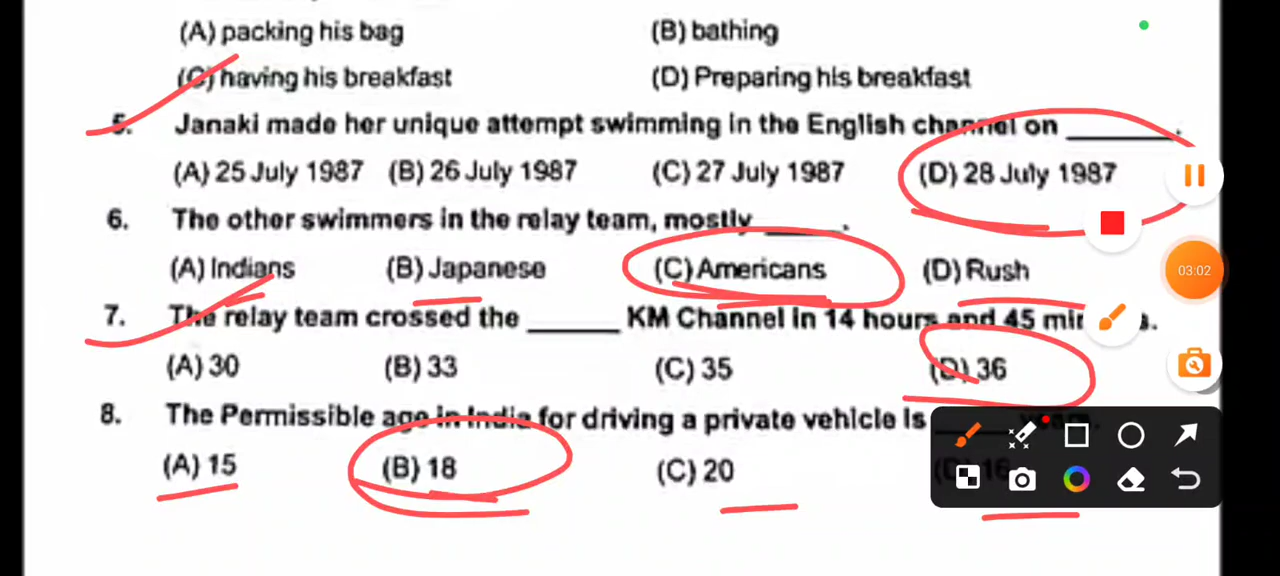 (A) packing his bag (B) bathing
(C) having his breakfast (D) Preparing his breakfast
5. Janaki made her unique attempt swimming in the English channel on ______.
(A) 25 July 1987 (B) 26 July 1987 (C) 27 July 1987 (D) 28 July 1987
6. The other swimmers in the relay team, mostly _____.
(A) Indians (B) Japanese (C) Americans (D) Rush
03:02
7. The relay team crossed the ______ KM Channel in 14 hours and 45
(A) 30 (B) 33 (C) 35 (D) 36
8. The Permissible age in India for driving a private vehicle is
(A) 15 (B) 18 (C) 20